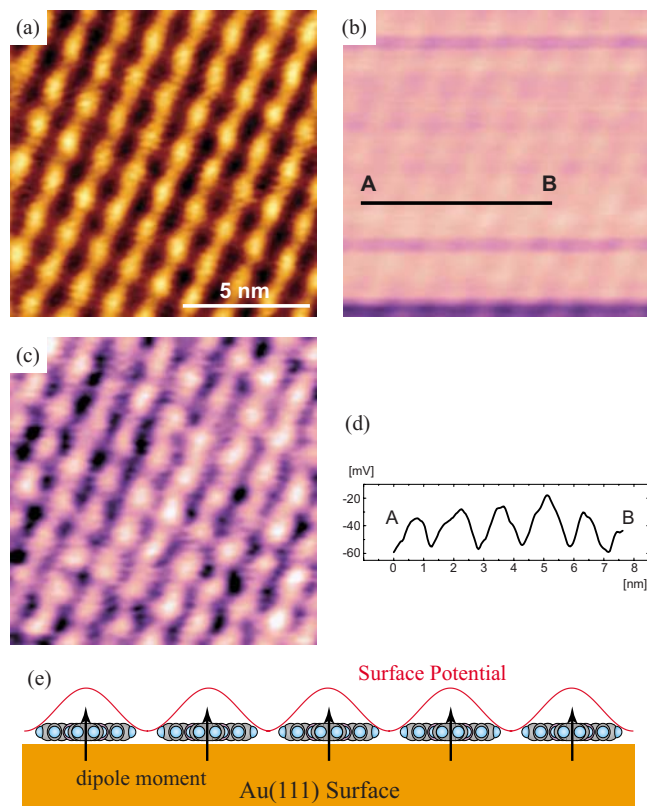 (a)
(b)
5 nm
A B
(c)
(d)
[mV]
-20
-40
-60
A B
0 1 2 3 4 5 6 7 8
[nm]
(e)
Surface Potential
dipole moment
Au(111) Surface